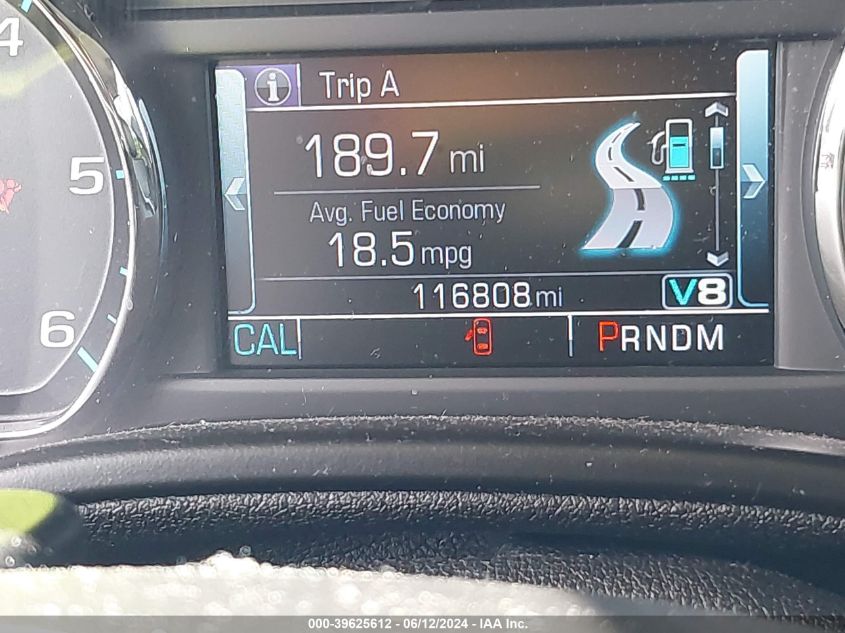 4
5
6
i Trip A
189.7 mi
Avg. Fuel Economy
18.5 mpg
116808 mi V8
CAL PRNDM
000-39625612 - 06/12/2024 - IAA Inc.